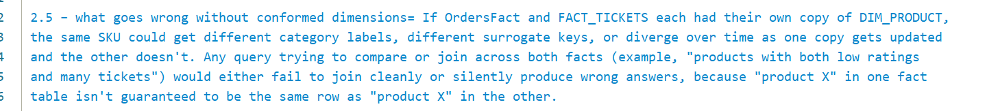 2.5 – what goes wrong without conformed dimensions= If OrdersFact and FACT_TICKETS each had their own copy of DIM_PRODUCT,
the same SKU could get different category labels, different surrogate keys, or diverge over time as one copy gets updated
and the other doesn't. Any query trying to compare or join across both facts (example, "products with both low ratings
and many tickets") would either fail to join cleanly or silently produce wrong answers, because "product X" in one fact
table isn't guaranteed to be the same row as "product X" in the other.